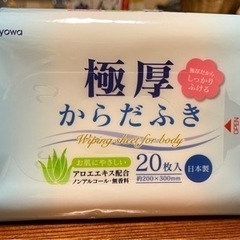 yowa
極厚
極厚だから
しっかり
ふける
からだふき
Wiping sheet for body
お肌にやさしい
アロエエキス配合
ノンアルコール・無香料
20枚入
約200×300mm
日本製
OPEN